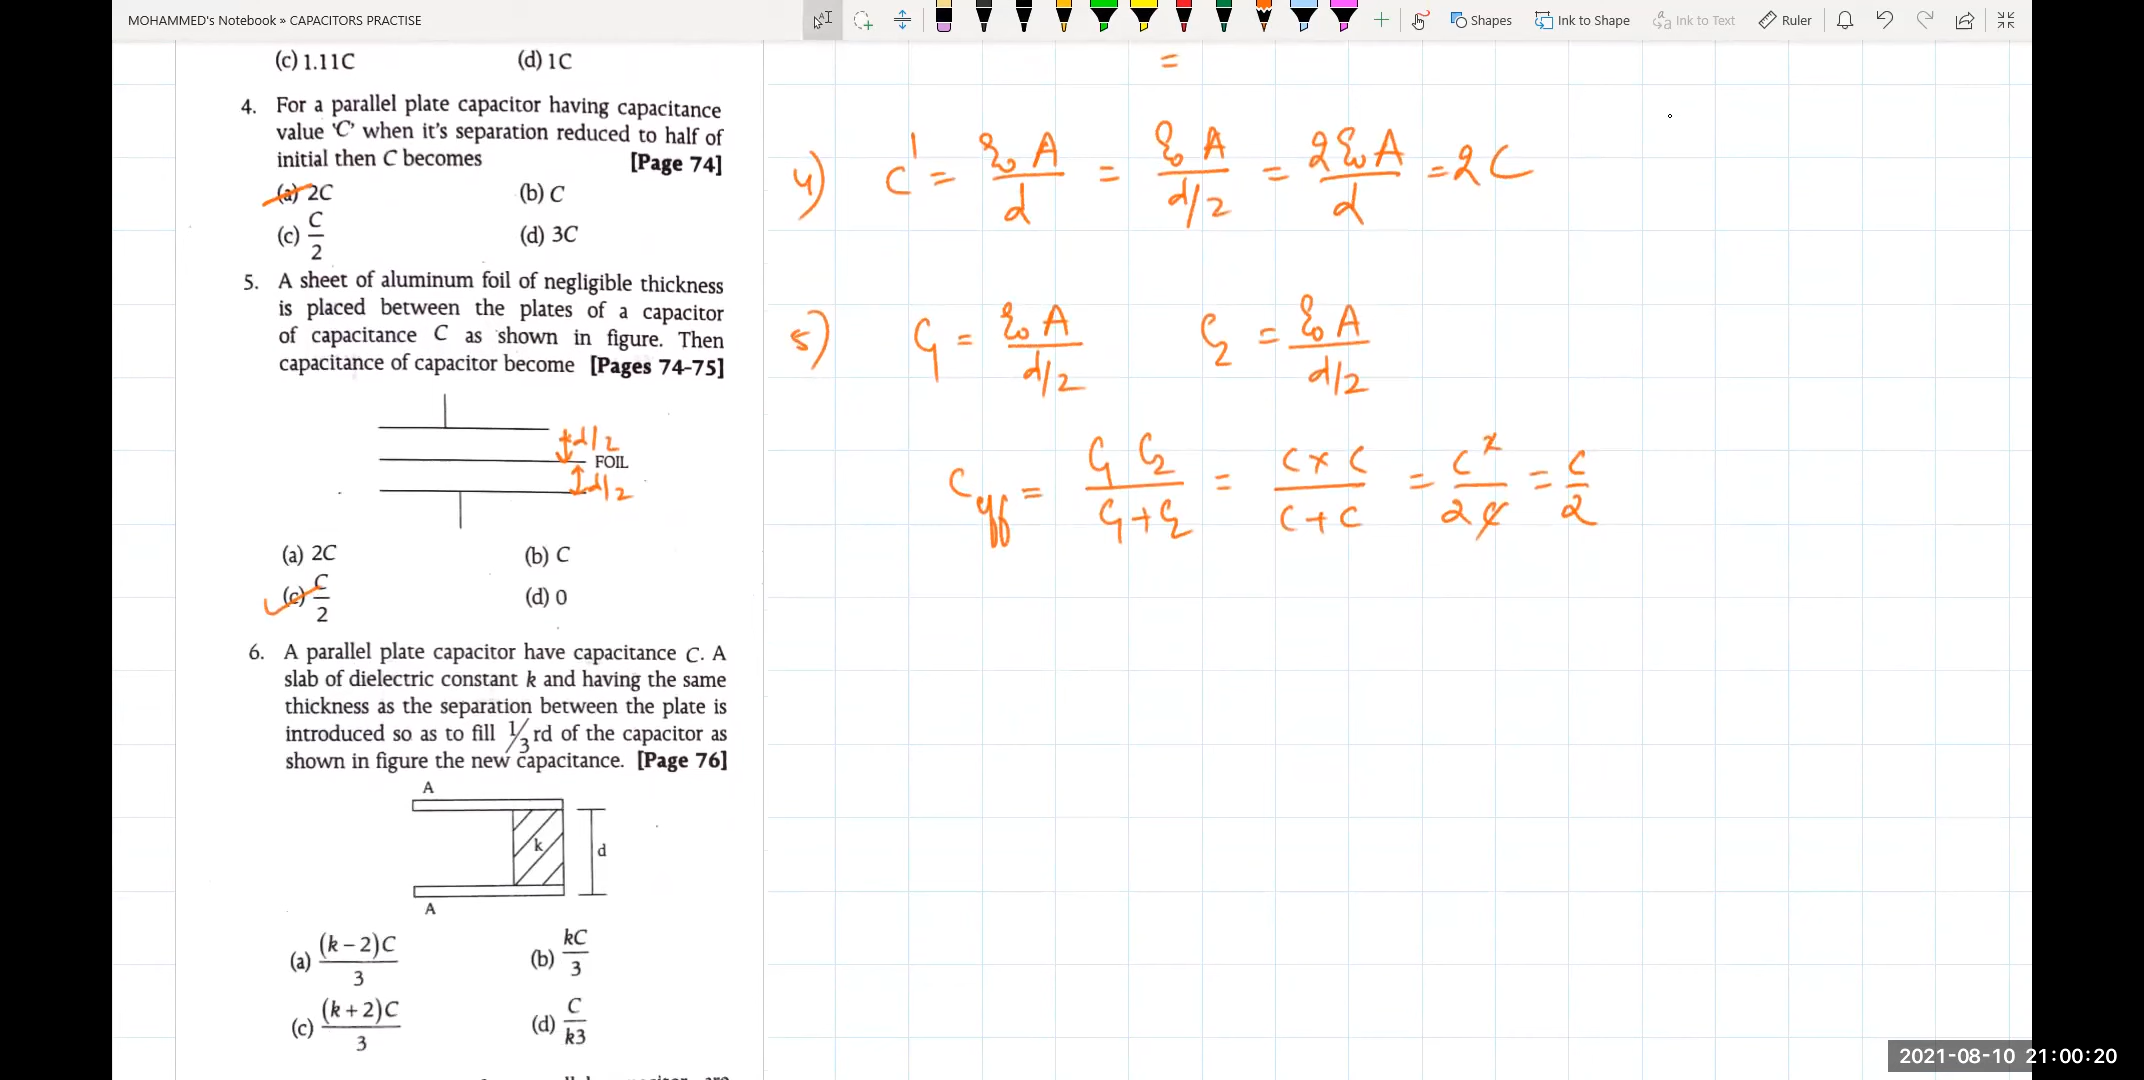 MOHAMMED's Notebook » CAPACITORS PRACTISE
Shapes Ink to Shape Ink to Text Ruler
(c) 1.11C (d) 1C
4. For a parallel plate capacitor having capacitance
value 'C' when it's separation reduced to half of
initial then C becomes [Page 74]
(a) 2C (b) C
(c) C/2 (d) 3C
5. A sheet of aluminum foil of negligible thickness
is placed between the plates of a capacitor
of capacitance C as shown in figure. Then
capacitance of capacitor become [Pages 74-75]
d/2
FOIL
d/2
(a) 2C (b) C
(c) C/2 (d) 0
6. A parallel plate capacitor have capacitance C. A
slab of dielectric constant k and having the same
thickness as the separation between the plate is
introduced so as to fill 1/3 rd of the capacitor as
shown in figure the new capacitance. [Page 76]
A
k d
A
(a) (k – 2)C/3 (b) kC/3
(c) (k + 2)C/3 (d) C/k3
=
4) C' = ε₀A/d = ε₀A/(d/2) = 2ε₀A/d = 2C
5) C₁ = ε₀A/(d/2) C₂ = ε₀A/(d/2)
Ceff = C₁C₂/(C₁+C₂) = C×C/(C+C) = C²/2C = C/2
2021-08-10 21:00:20